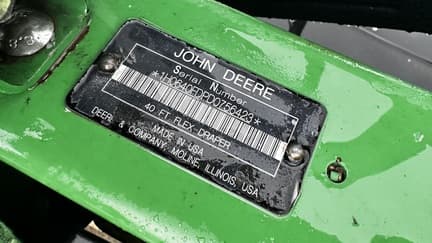 JOHN DEERE
Serial Number
40 FT FLEX DRAPER
MADE IN USA
DEERE & COMPANY, MOLINE, ILLINOIS, USA